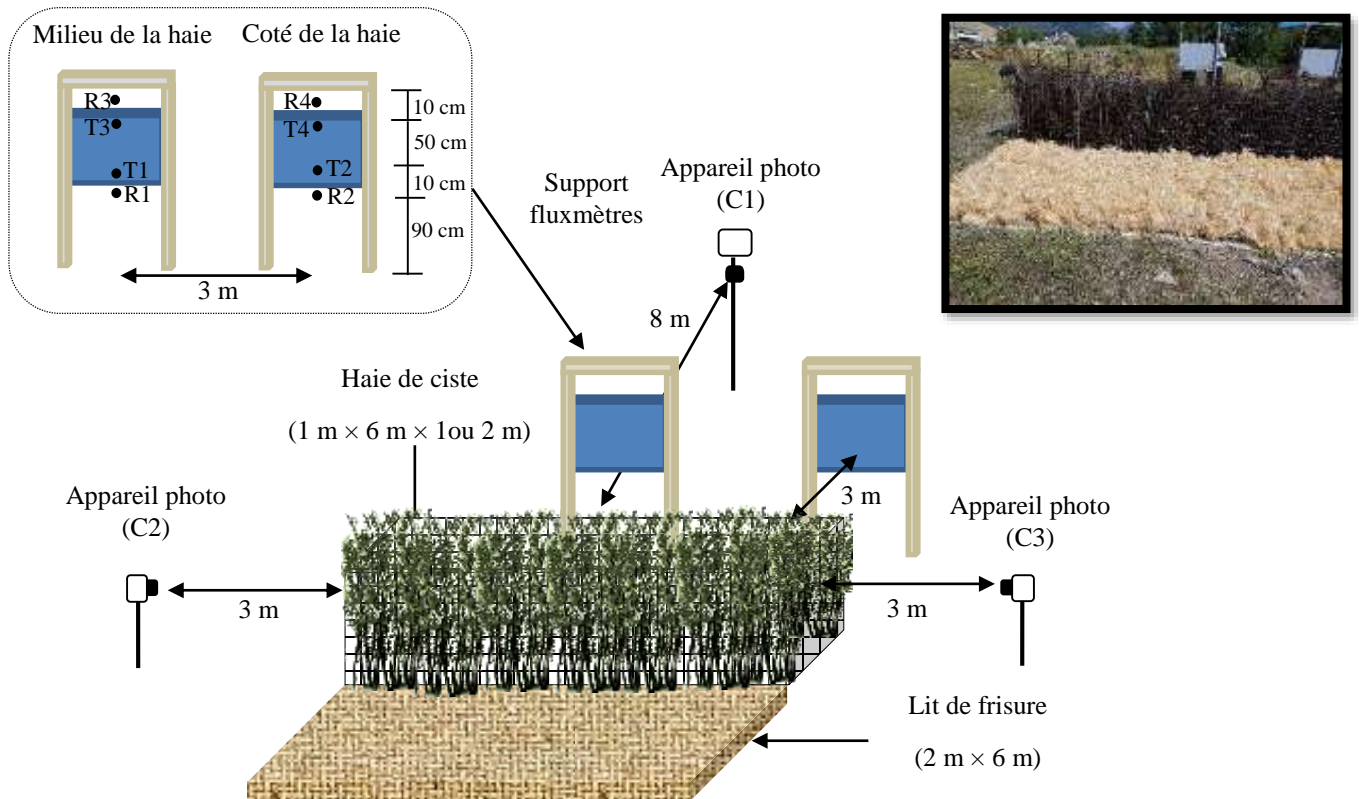 Milieu de la haie
Coté de la haie
R3
T3
T1
R1
R4
T4
T2
R2
10 cm
50 cm
10 cm
90 cm
3 m
Support
fluxmètres
Appareil photo
(C1)
8 m
Haie de ciste
(1 m × 6 m × 1ou 2 m)
Appareil photo
(C2)
3 m
3 m
Appareil photo
(C3)
3 m
Lit de frisure
(2 m × 6 m)